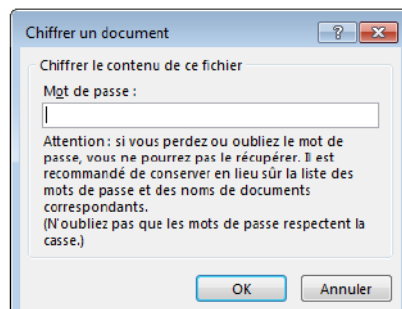 Chiffrer un document
Chiffrer le contenu de ce fichier
Mot de passe :
Attention : si vous perdez ou oubliez le mot de
passe, vous ne pourrez pas le récupérer. Il est
recommandé de conserver en lieu sûr la liste des
mots de passe et des noms de documents
correspondants.
(N'oubliez pas que les mots de passe respectent la
casse.)
OK Annuler